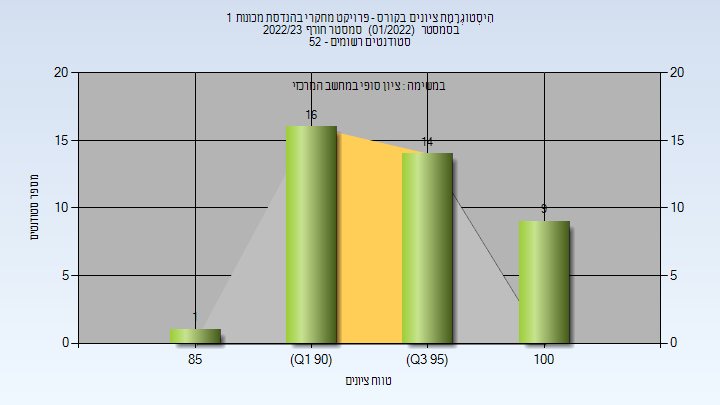 היסטוגרמת ציונים בקורס - פרויקט מחקרי בהנדסת מכונות 1
בסמסטר (01/2022) סמסטר חורף 2022/23
סטודנטים רשומים - 52
במשימה : ציון סופי במחשב המרכזי
20 20
15 15
10 10
5 5
0 0
1
16
14
9
85 (Q1 90) (Q3 95) 100
מספר סטודנטים
טווח ציונים